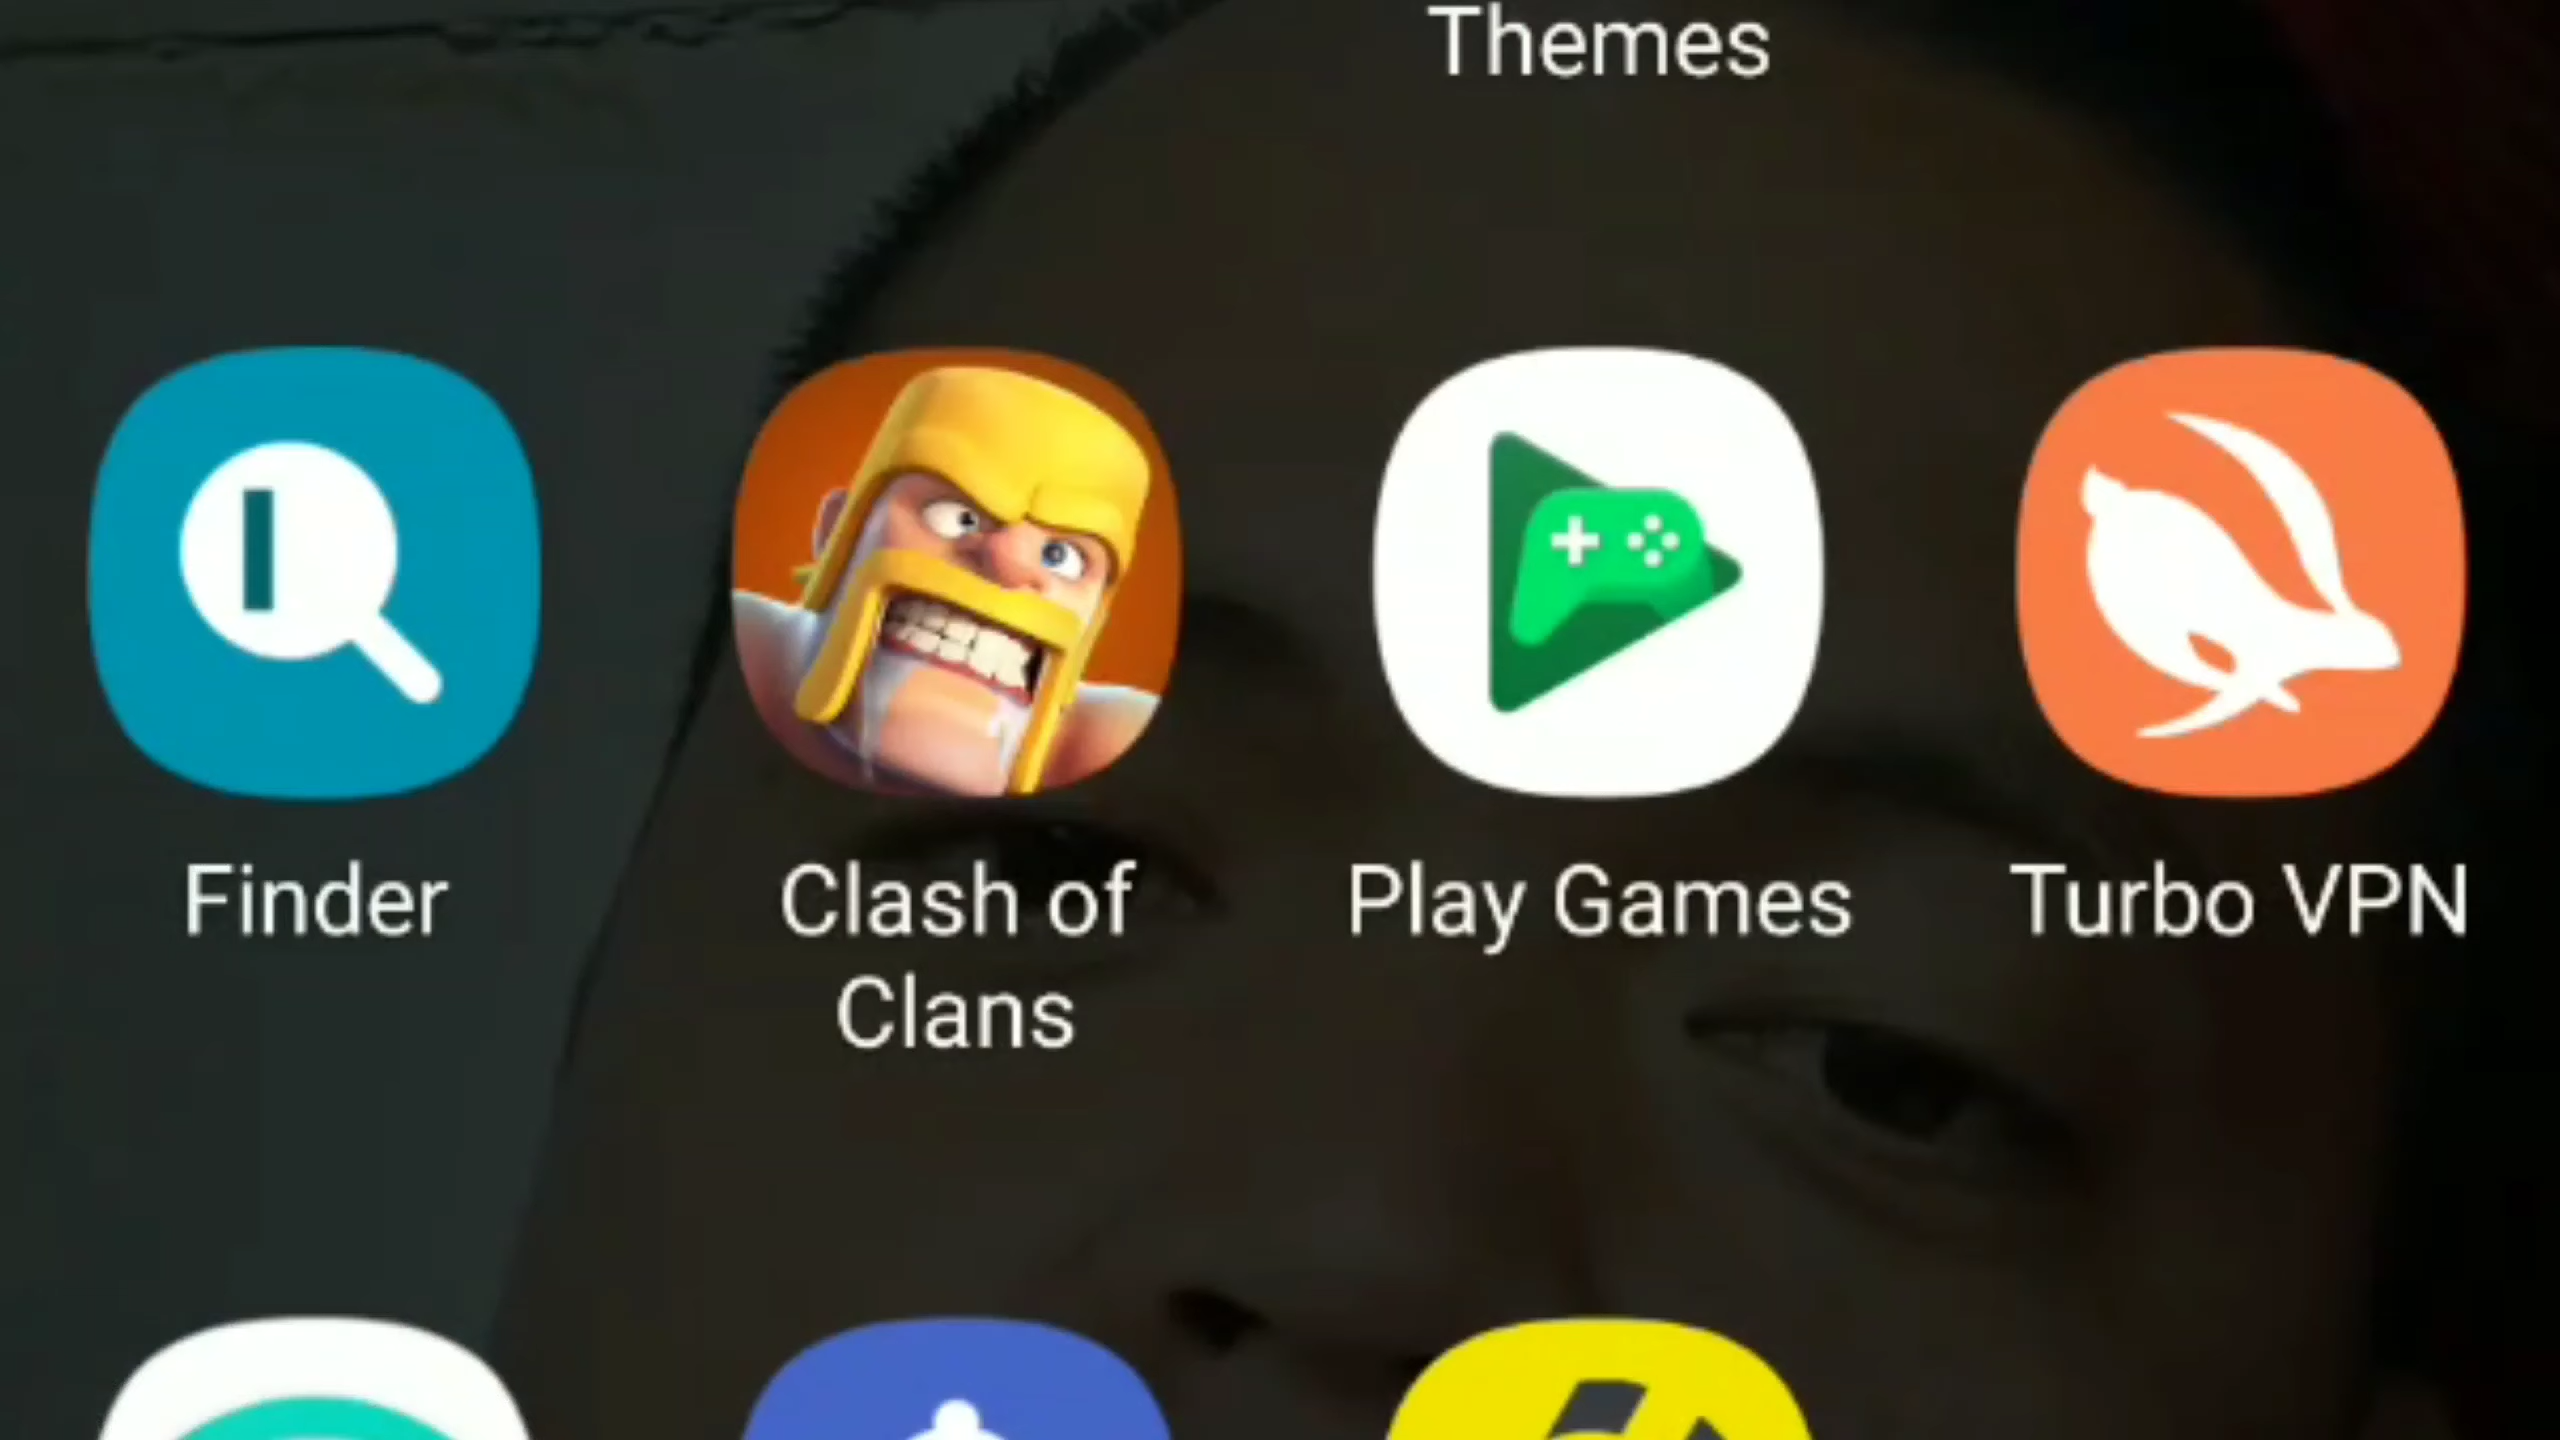 Themes
Finder
Clash of
Clans
Play Games
Turbo VPN